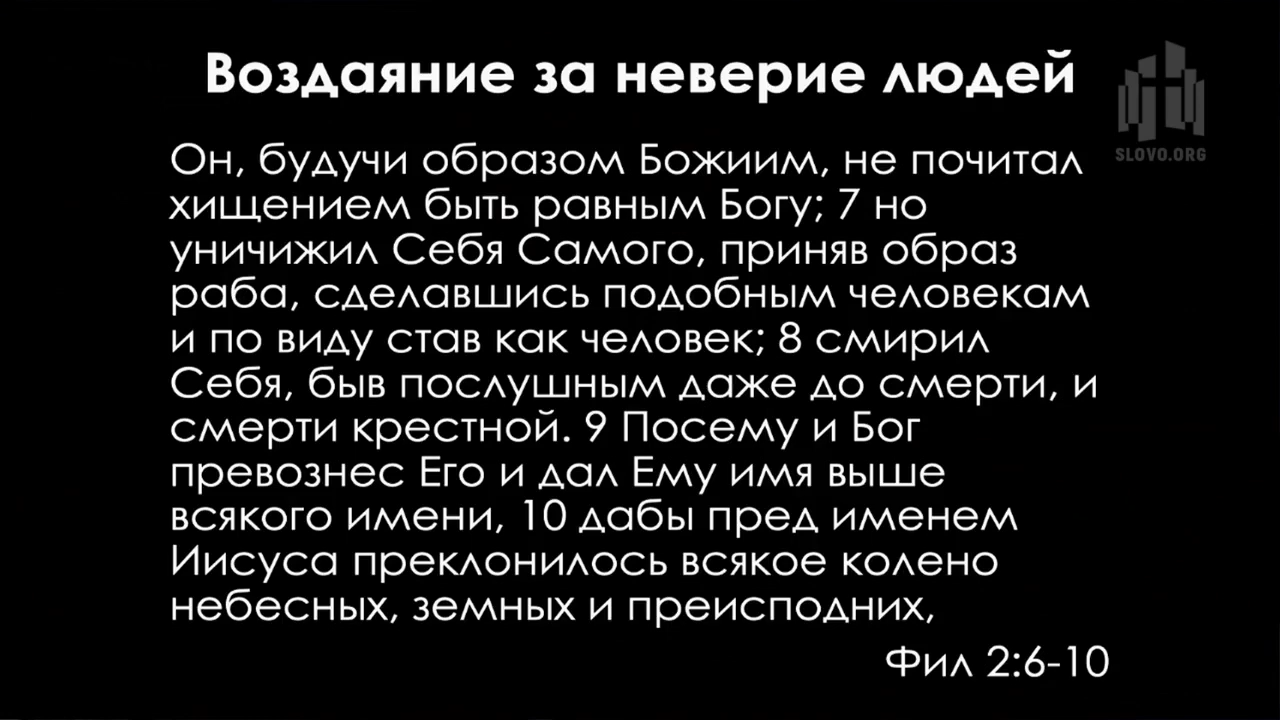 Воздаяние за неверие людей
SLOVO.ORG
Он, будучи образом Божиим, не почитал
хищением быть равным Богу; 7 но
уничижил Себя Самого, приняв образ
раба, сделавшись подобным человекам
и по виду став как человек; 8 смирил
Себя, быв послушным даже до смерти, и
смерти крестной. 9 Посему и Бог
превознес Его и дал Ему имя выше
всякого имени, 10 дабы пред именем
Иисуса преклонилось всякое колено
небесных, земных и преисподних,
Фил 2:6-10